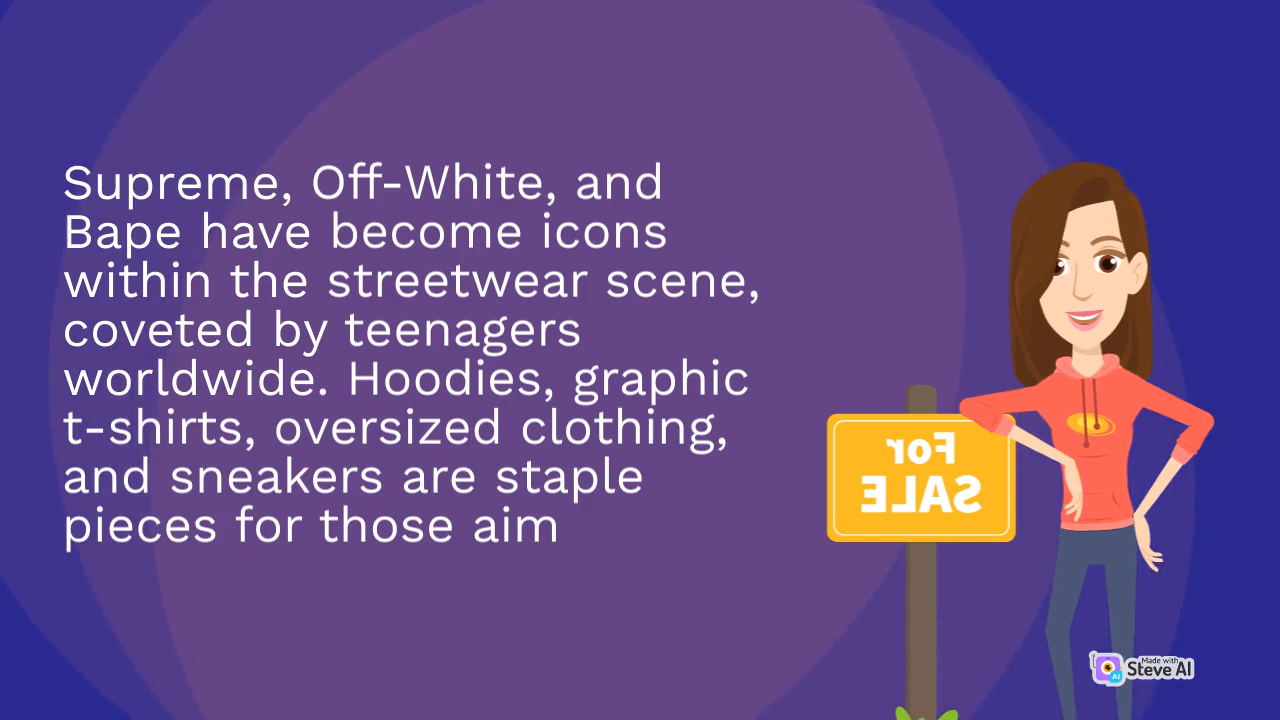 Supreme, Off-White, and
Bape have become icons
within the streetwear scene,
coveted by teenagers
worldwide. Hoodies, graphic
t-shirts, oversized clothing,
and sneakers are staple
pieces for those aim
For
SALE
Made with
Steve AI
AI